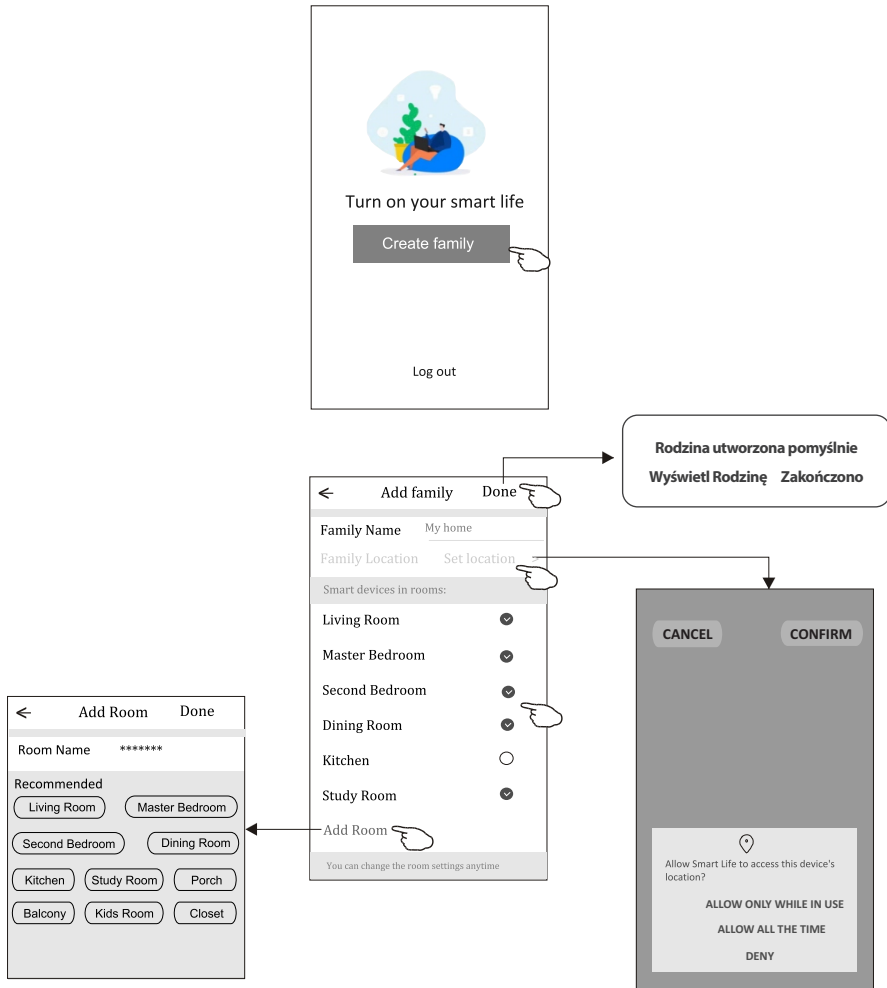 Turn on your smart life
Create family
Log out
Rodzina utworzona pomyślnie
Wyświetl Rodzinę Zakończono
Add family Done
Family Name My home
Family Location Set location >
Smart devices in rooms:
Living Room
Master Bedroom
Second Bedroom
Dining Room
Kitchen
Study Room
Add Room
You can change the room settings anytime
CANCEL CONFIRM
Allow Smart Life to access this device's
location?
ALLOW ONLY WHILE IN USE
ALLOW ALL THE TIME
DENY
Add Room Done
Room Name *******
Recommended
Living Room Master Bedroom
Second Bedroom Dining Room
Kitchen Study Room Porch
Balcony Kids Room Closet